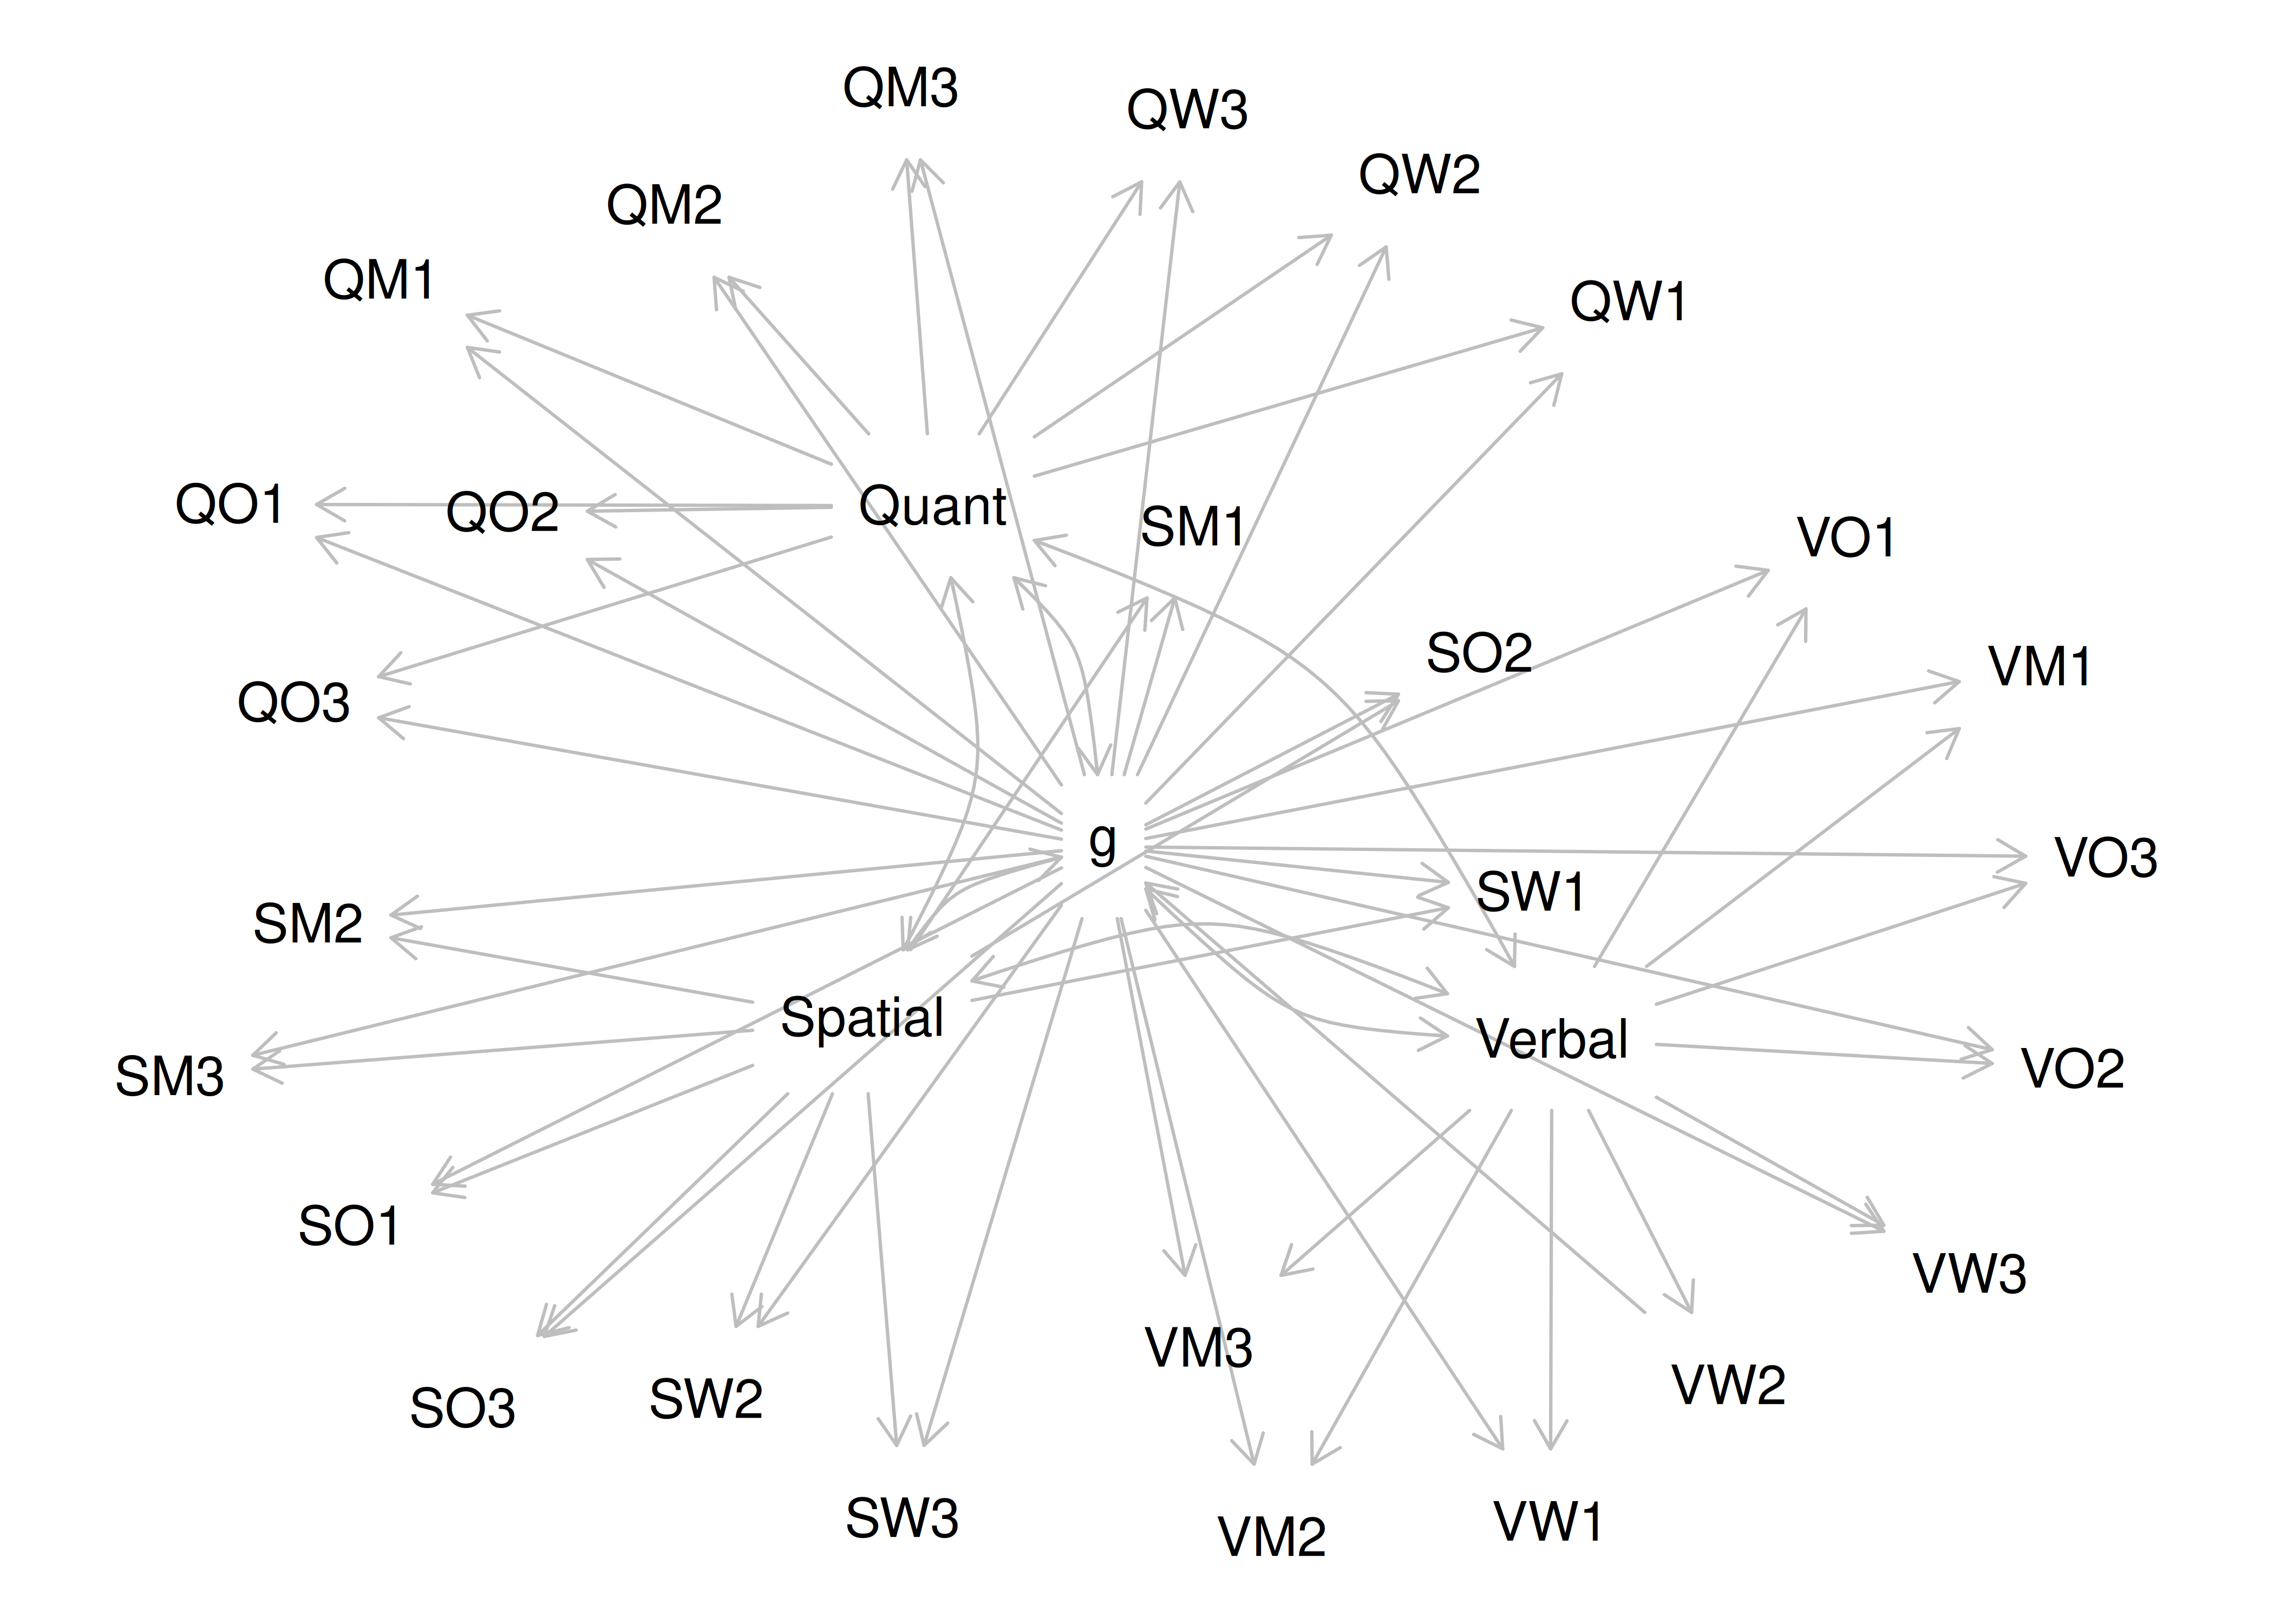 QM3
QW3
QW2
QM2
QM1
QW1
QO1
QO2
Quant
SM1
VO1
SO2
VM1
QO3
g
VO3
SW1
SM2
Spatial
Verbal
VO2
SM3
SO1
VW3
VM3
VW2
SW2
SO3
SW3
VW1
VM2